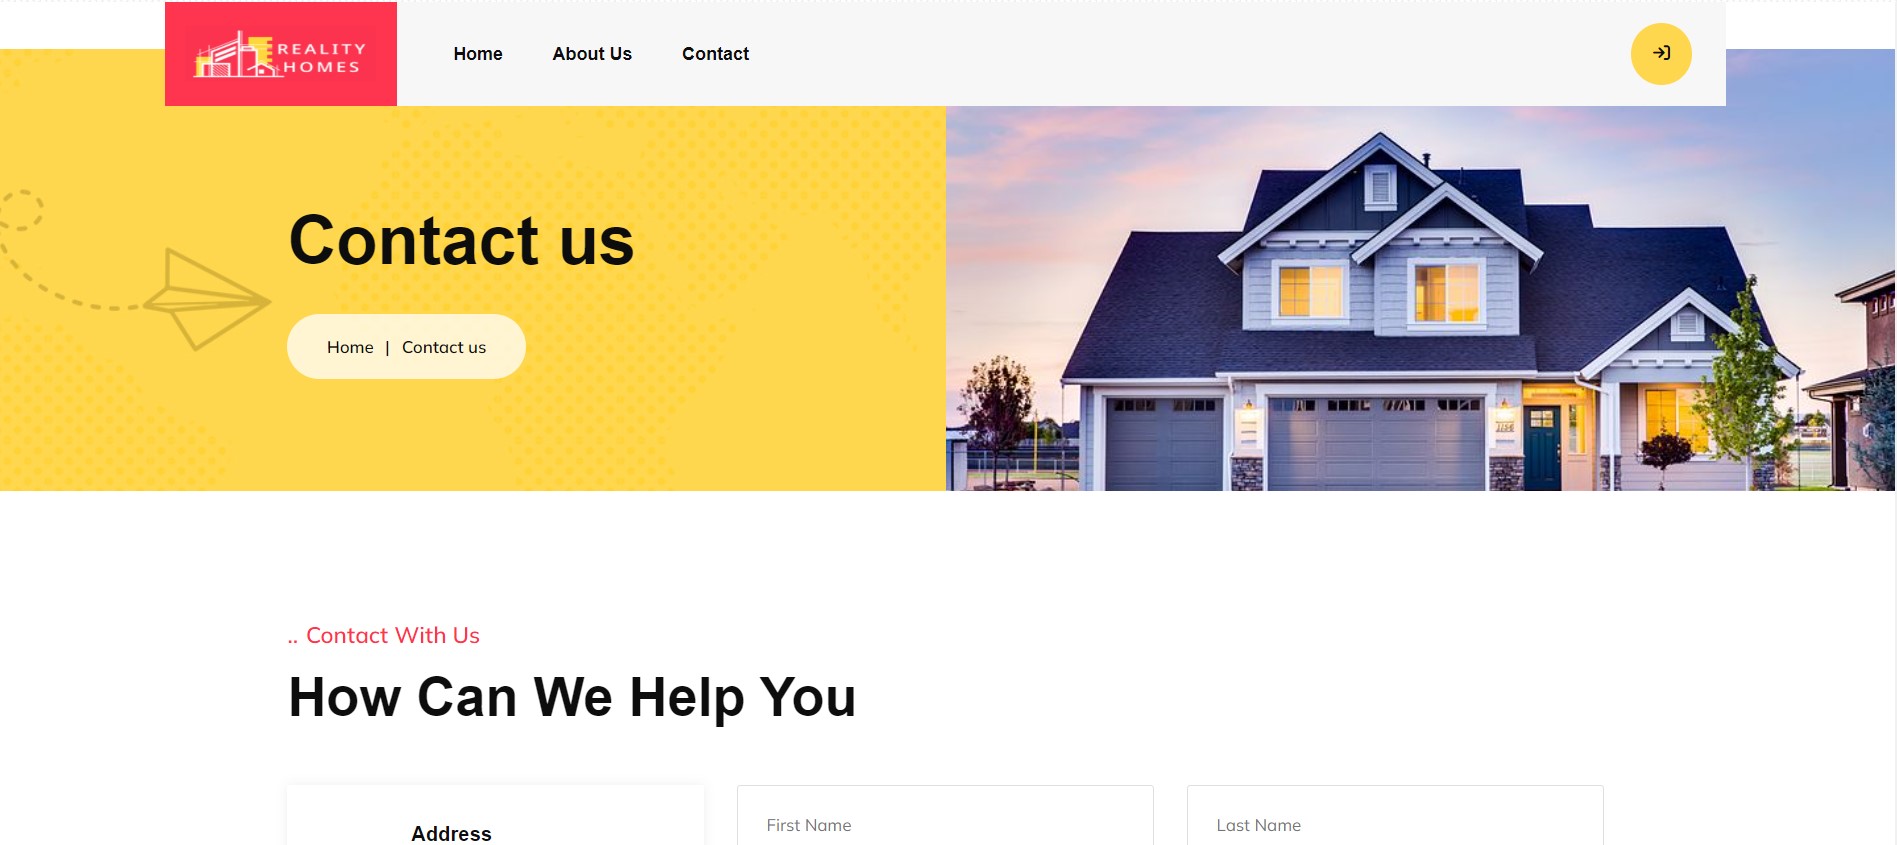 REALITY
HOMES
Home About Us Contact
Contact us
Home | Contact us
.. Contact With Us
How Can We Help You
Address
First Name
Last Name